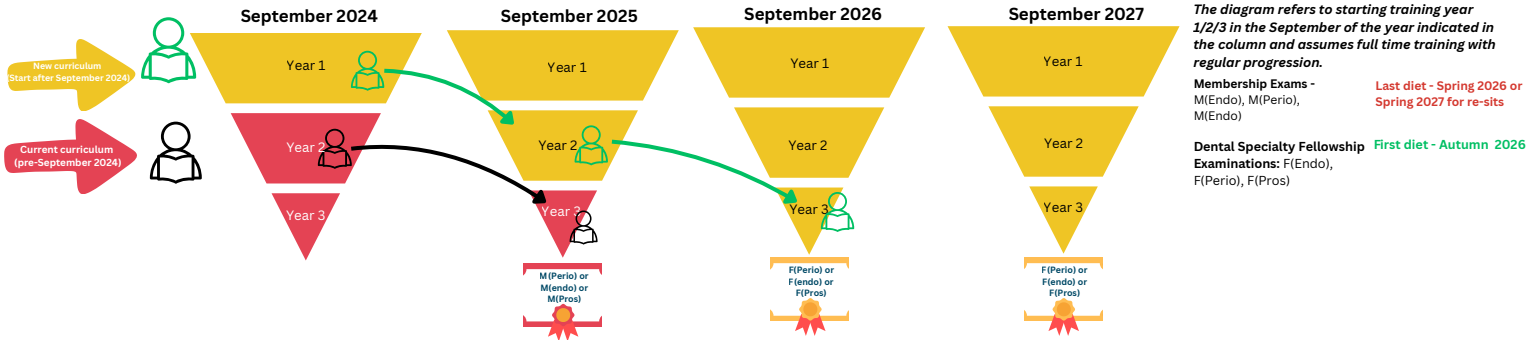 September 2024
September 2025
September 2026
September 2027
New curriculum
(Start after September 2024)
Current curriculum
(pre-September 2024)
Year 1
Year 2
Year 3
Year 1
Year 2
Year 3
M(Perio) or
M(endo) or
M(Pros)
Year 1
Year 2
Year 3
F(Perio) or
F(endo) or
F(Pros)
Year 1
Year 2
Year 3
F(Perio) or
F(endo) or
F(Pros)
The diagram refers to starting training year
1/2/3 in the September of the year indicated in
the column and assumes full time training with
regular progression.
Membership Exams -
M(Endo), M(Perio),
M(Endo)
Last diet - Spring 2026 or
Spring 2027 for re-sits
Dental Specialty Fellowship
Examinations: F(Endo),
F(Perio), F(Pros)
First diet - Autumn 2026